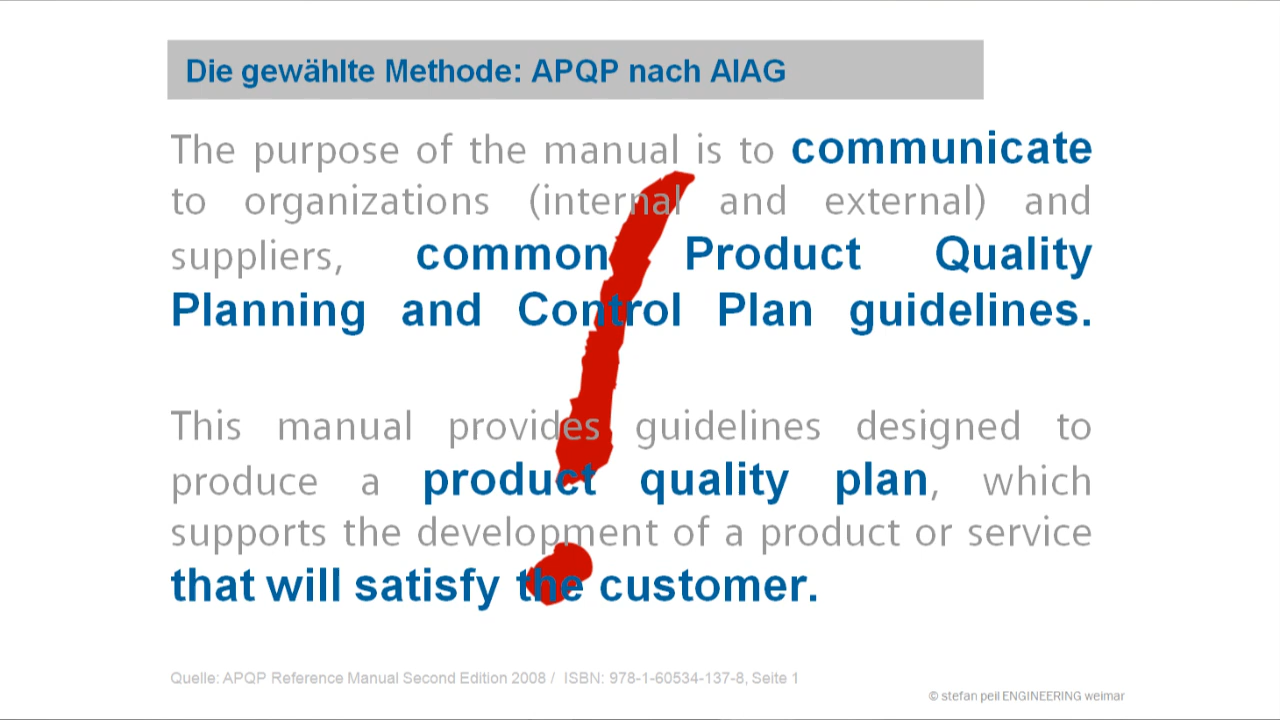 Die gewählte Methode: APQP nach AIAG
The purpose of the manual is to communicate
to organizations (internal and external) and
suppliers, common Product Quality
Planning and Control Plan guidelines.
This manual provides guidelines designed to
produce a product quality plan, which
supports the development of a product or service
that will satisfy the customer.
Quelle: APQP Reference Manual Second Edition 2008 / ISBN: 978-1-60534-137-8, Seite 1
© stefan peil ENGINEERING weimar